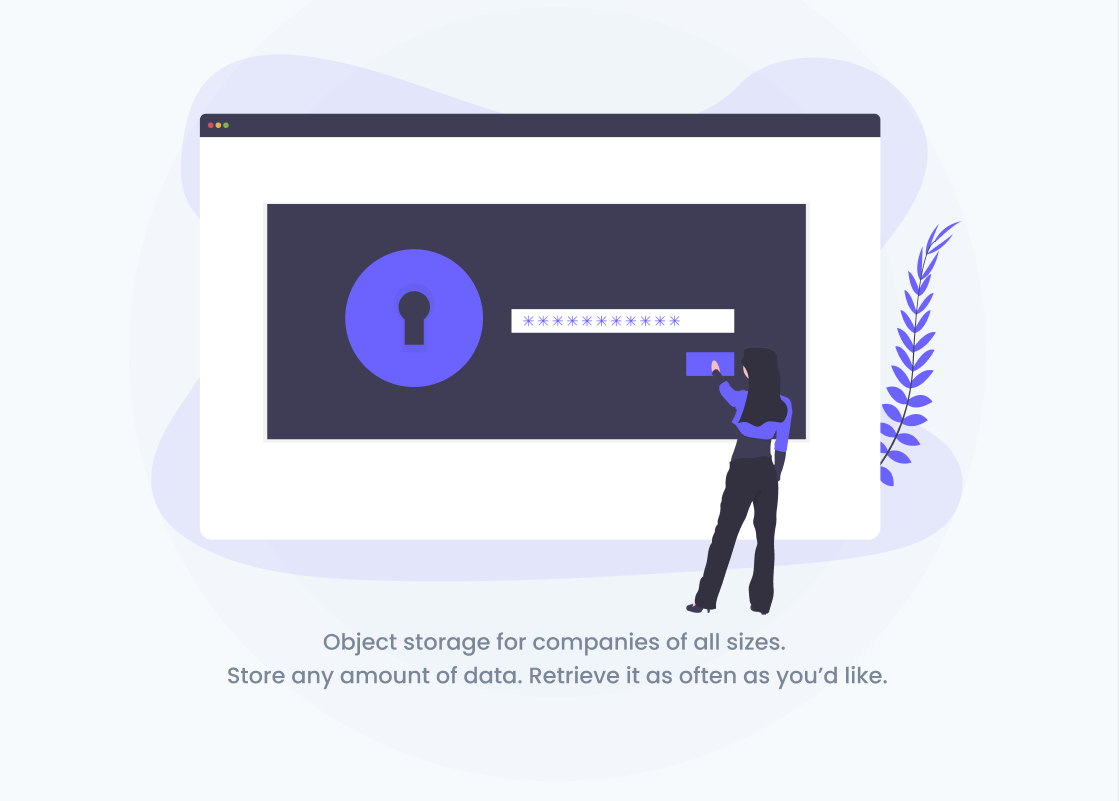 ***********
Object storage for companies of all sizes.
Store any amount of data. Retrieve it as often as you’d like.